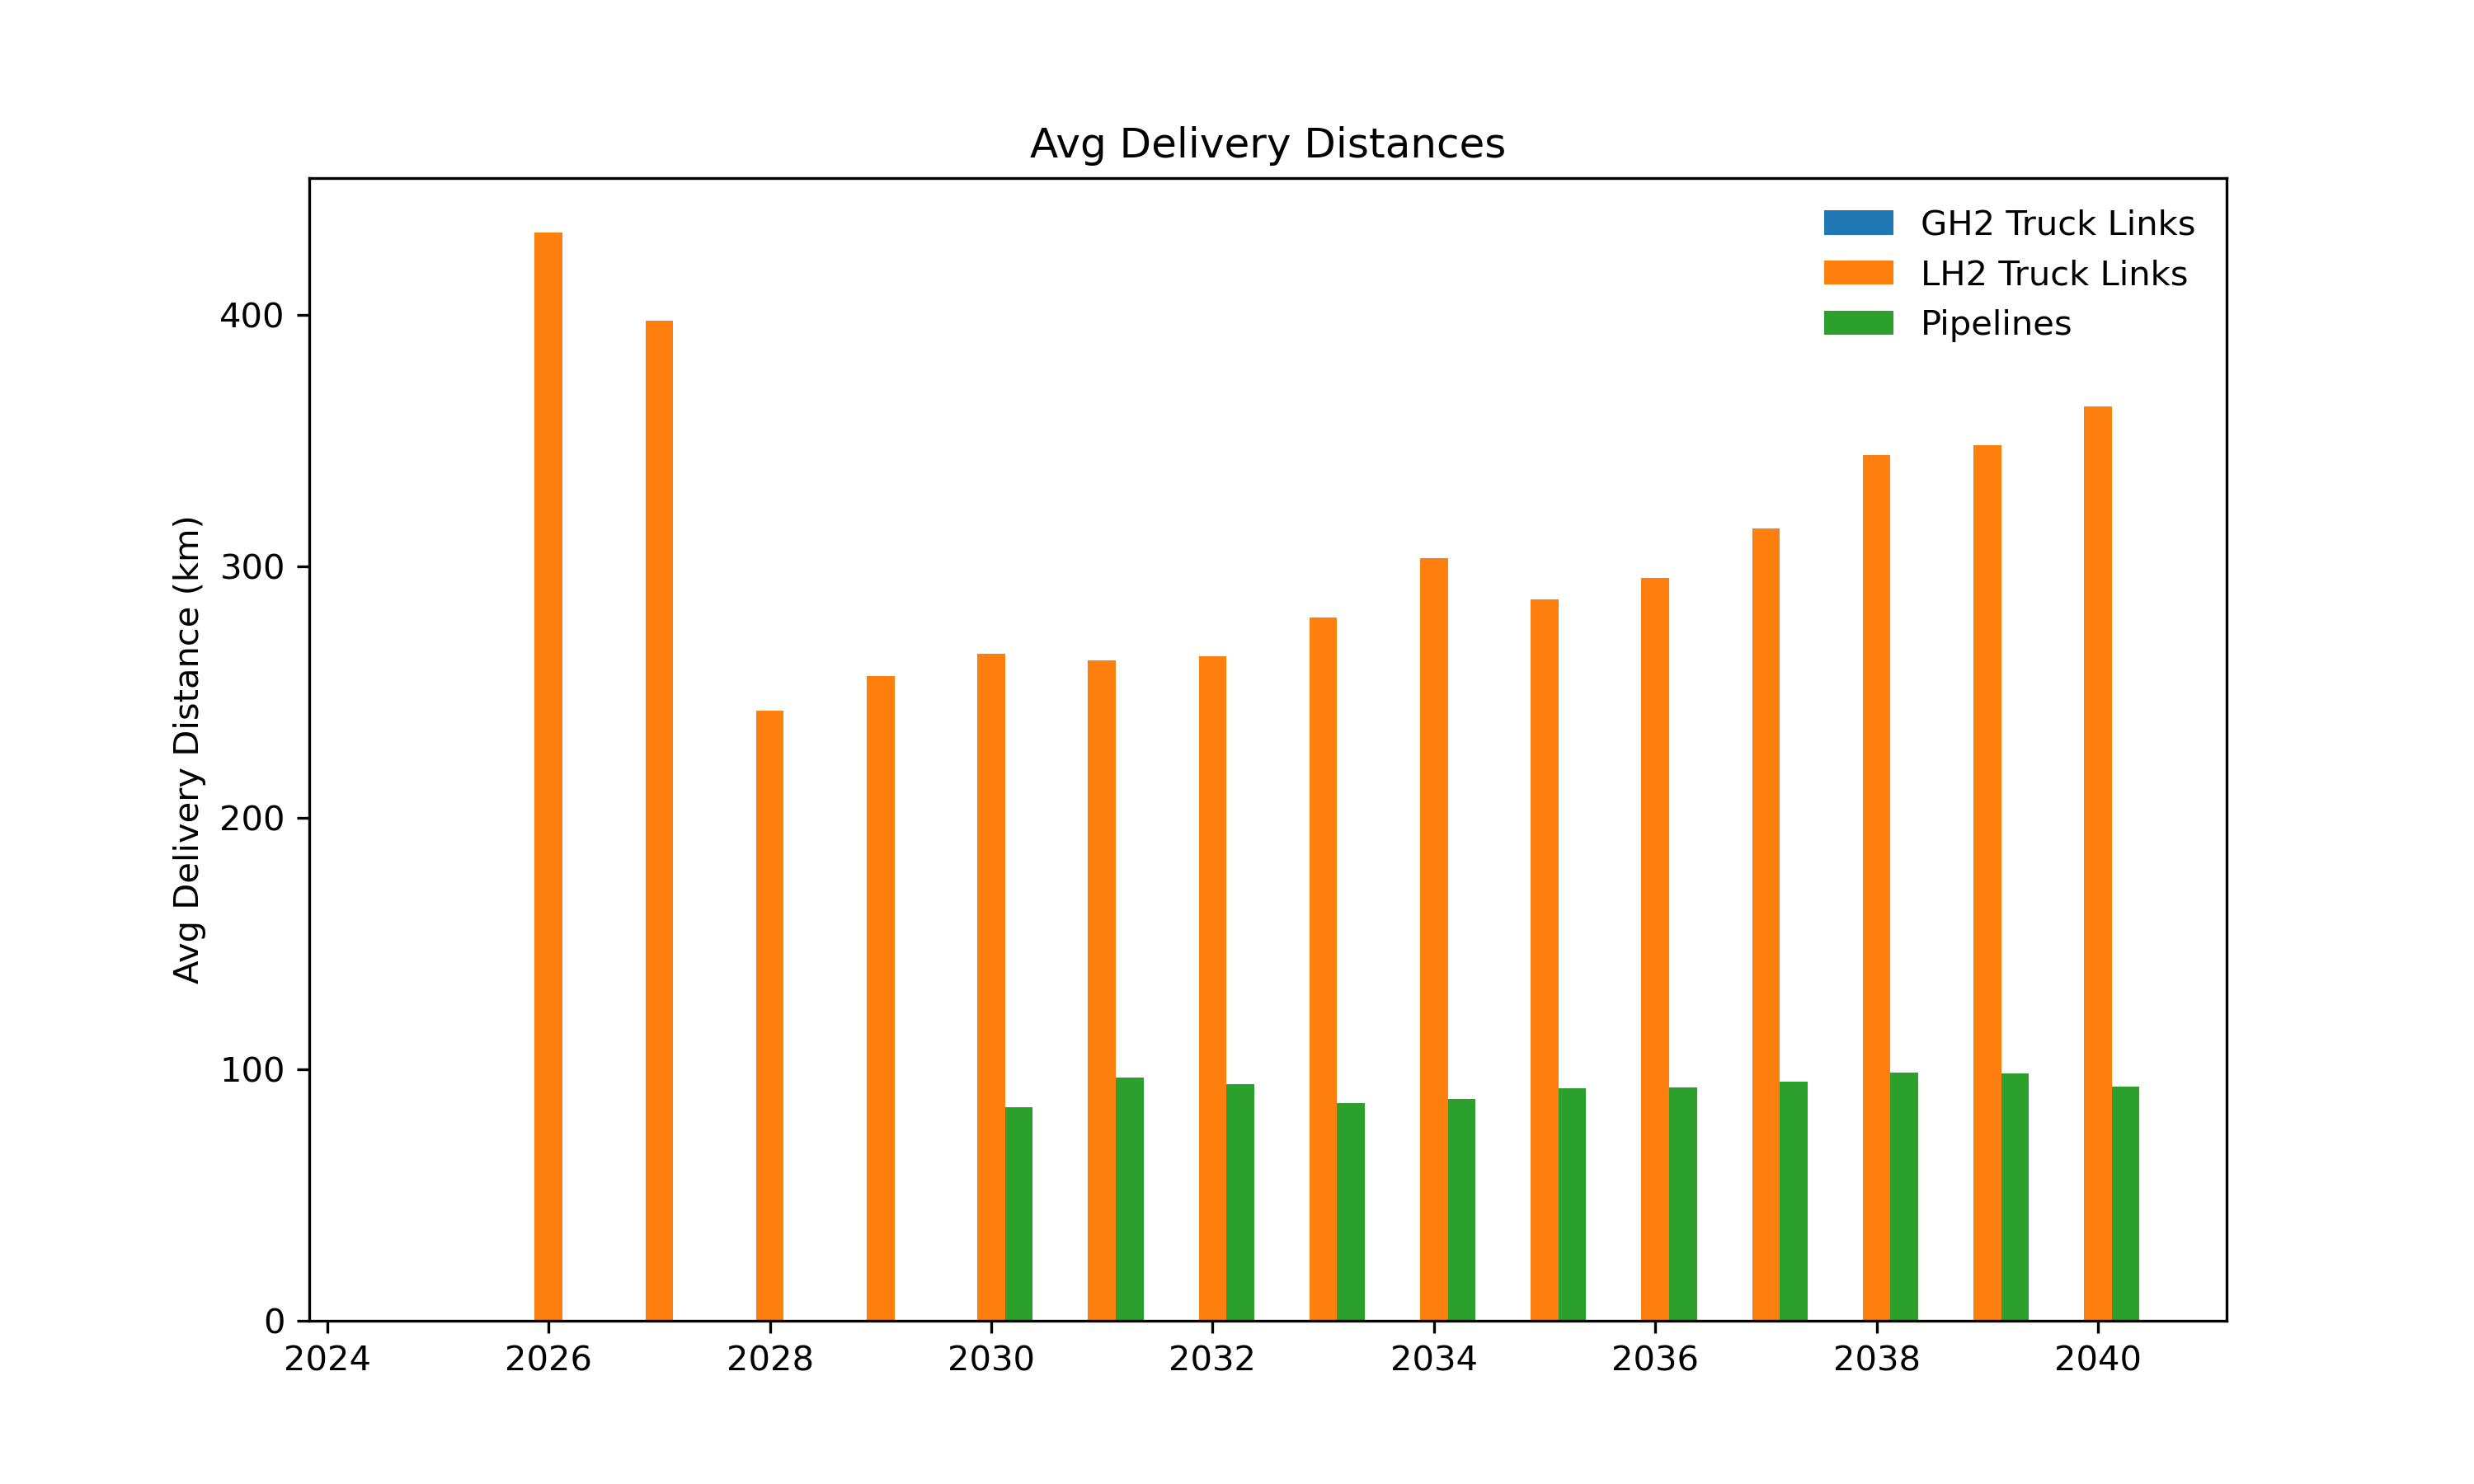 Avg Delivery Distances
GH2 Truck Links
LH2 Truck Links
Pipelines
Avg Delivery Distance (km)
400
300
200
100
0
2024 2026 2028 2030 2032 2034 2036 2038 2040